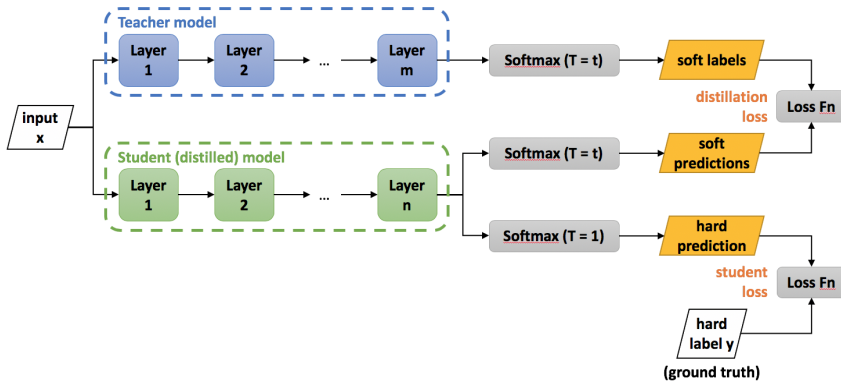 Teacher model
Layer
1
Layer
2
...
Layer
m
Softmax (T = t)
soft labels
input
x
distillation
loss
Loss Fn
Student (distilled) model
Layer
1
Layer
2
...
Layer
n
Softmax (T = t)
soft
predictions
Softmax (T = 1)
hard
prediction
student
loss
Loss Fn
hard
label y
(ground truth)